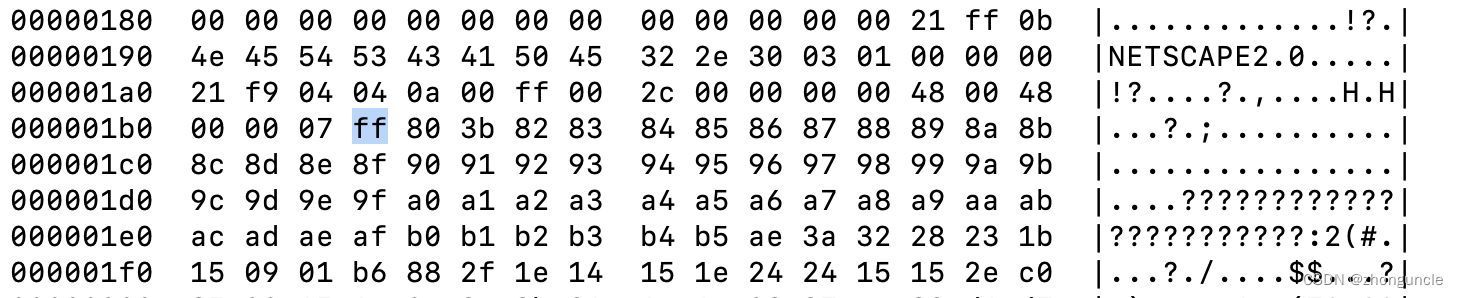 00000180  00 00 00 00 00 00 00 00  00 00 00 00 00 21 ff 0b  |.............!?.|
00000190  4e 45 54 53 43 41 50 45  32 2e 30 03 01 00 00 00  |NETSCAPE2.0.....|
000001a0  21 f9 04 04 0a 00 ff 00  2c 00 00 00 00 48 00 48  |!?....?.,....H.H|
000001b0  00 00 07 ff 80 3b 82 83  84 85 86 87 88 89 8a 8b  |...?.;..........|
000001c0  8c 8d 8e 8f 90 91 92 93  94 95 96 97 98 99 9a 9b  |................|
000001d0  9c 9d 9e 9f a0 a1 a2 a3  a4 a5 a6 a7 a8 a9 aa ab  |....????????????|
000001e0  ac ad ae af b0 b1 b2 b3  b4 b5 ae 3a 32 28 23 1b  |???????????:2(#.|
000001f0  15 09 01 b6 88 2f 1e 14  15 1e 24 24 15 15 2e c0  |...?./....$$...?|
CSDN @zhonguncle